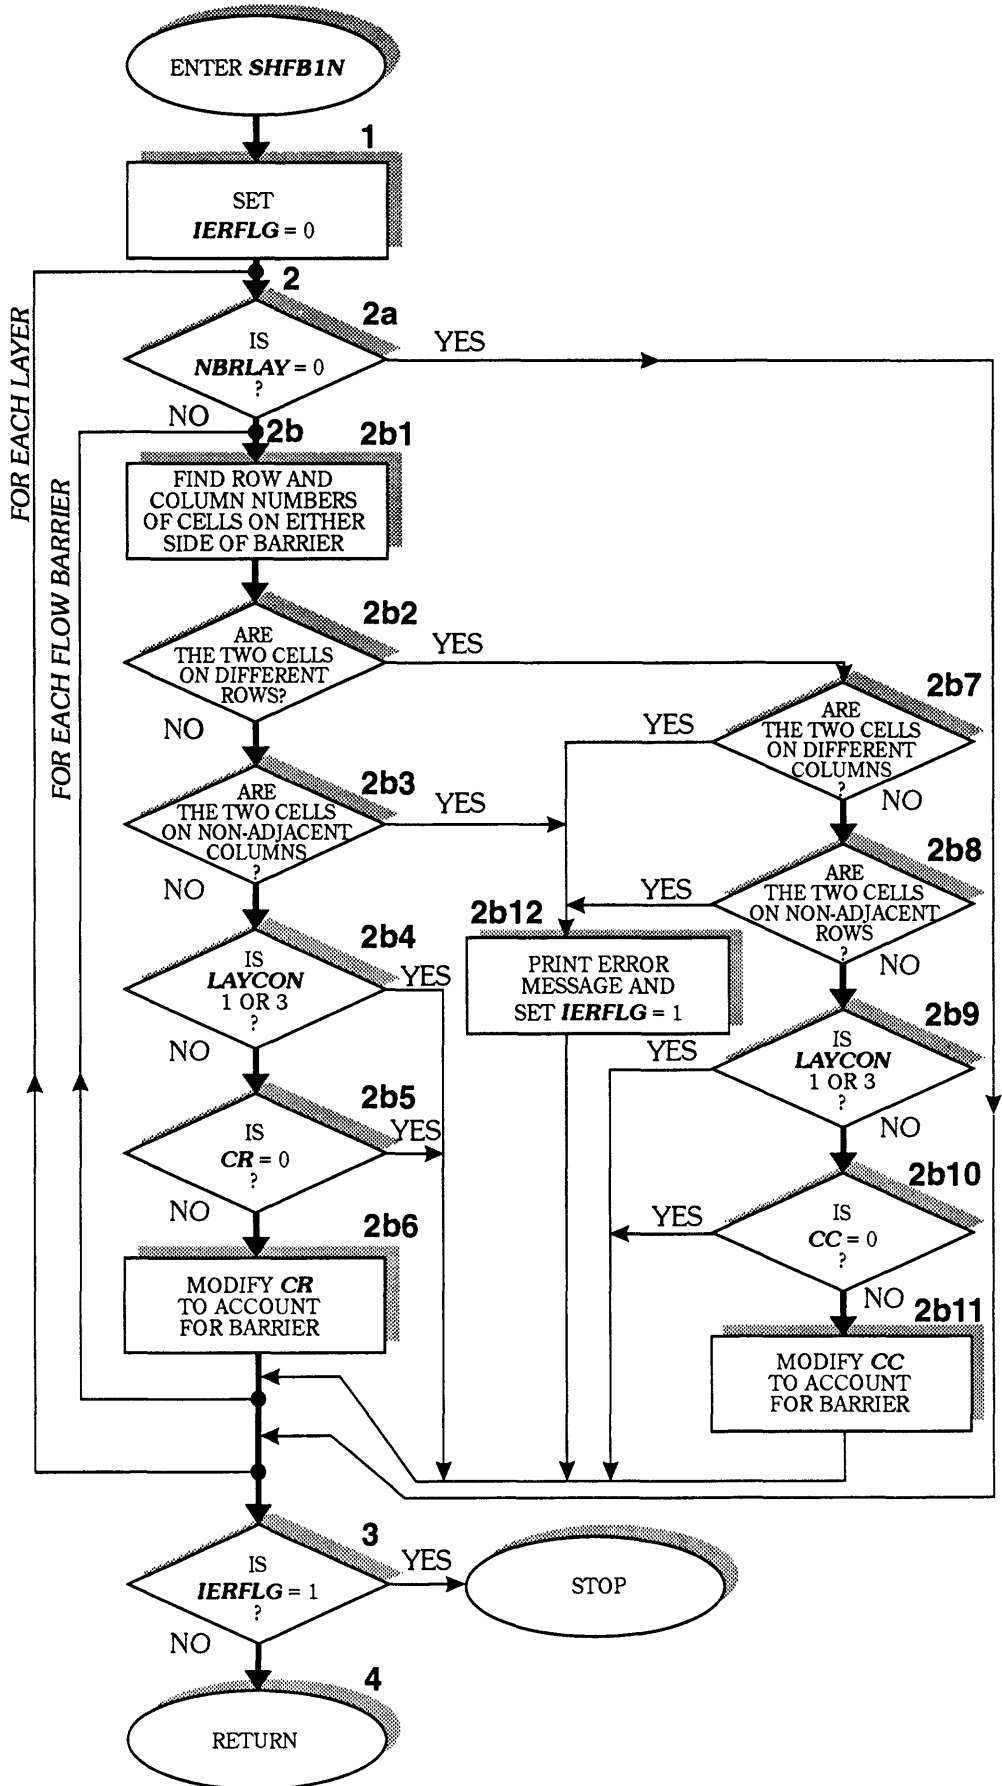 ENTER SHFB1N
1
SET
IERFLG = 0
2
2a
IS
NBRLAY = 0
?
YES
NO
FOR EACH LAYER
FOR EACH FLOW BARRIER
2b
2b1
FIND ROW AND
COLUMN NUMBERS
OF CELLS ON EITHER
SIDE OF BARRIER
2b2
ARE
THE TWO CELLS
ON DIFFERENT
ROWS?
YES
NO
2b3
ARE
THE TWO CELLS
ON NON-ADJACENT
COLUMNS
?
YES
NO
2b4
IS
LAYCON
1 OR 3
?
YES
NO
2b5
IS
CR = 0
?
YES
NO
2b6
MODIFY CR
TO ACCOUNT
FOR BARRIER
2b7
ARE
THE TWO CELLS
ON DIFFERENT
COLUMNS
?
YES
NO
2b8
ARE
THE TWO CELLS
ON NON-ADJACENT
ROWS
?
YES
NO
2b12
PRINT ERROR
MESSAGE AND
SET IERFLG = 1
2b9
IS
LAYCON
1 OR 3
?
YES
NO
2b10
IS
CC = 0
?
YES
NO
2b11
MODIFY CC
TO ACCOUNT
FOR BARRIER
3
IS
IERFLG = 1
?
YES
STOP
NO
4
RETURN